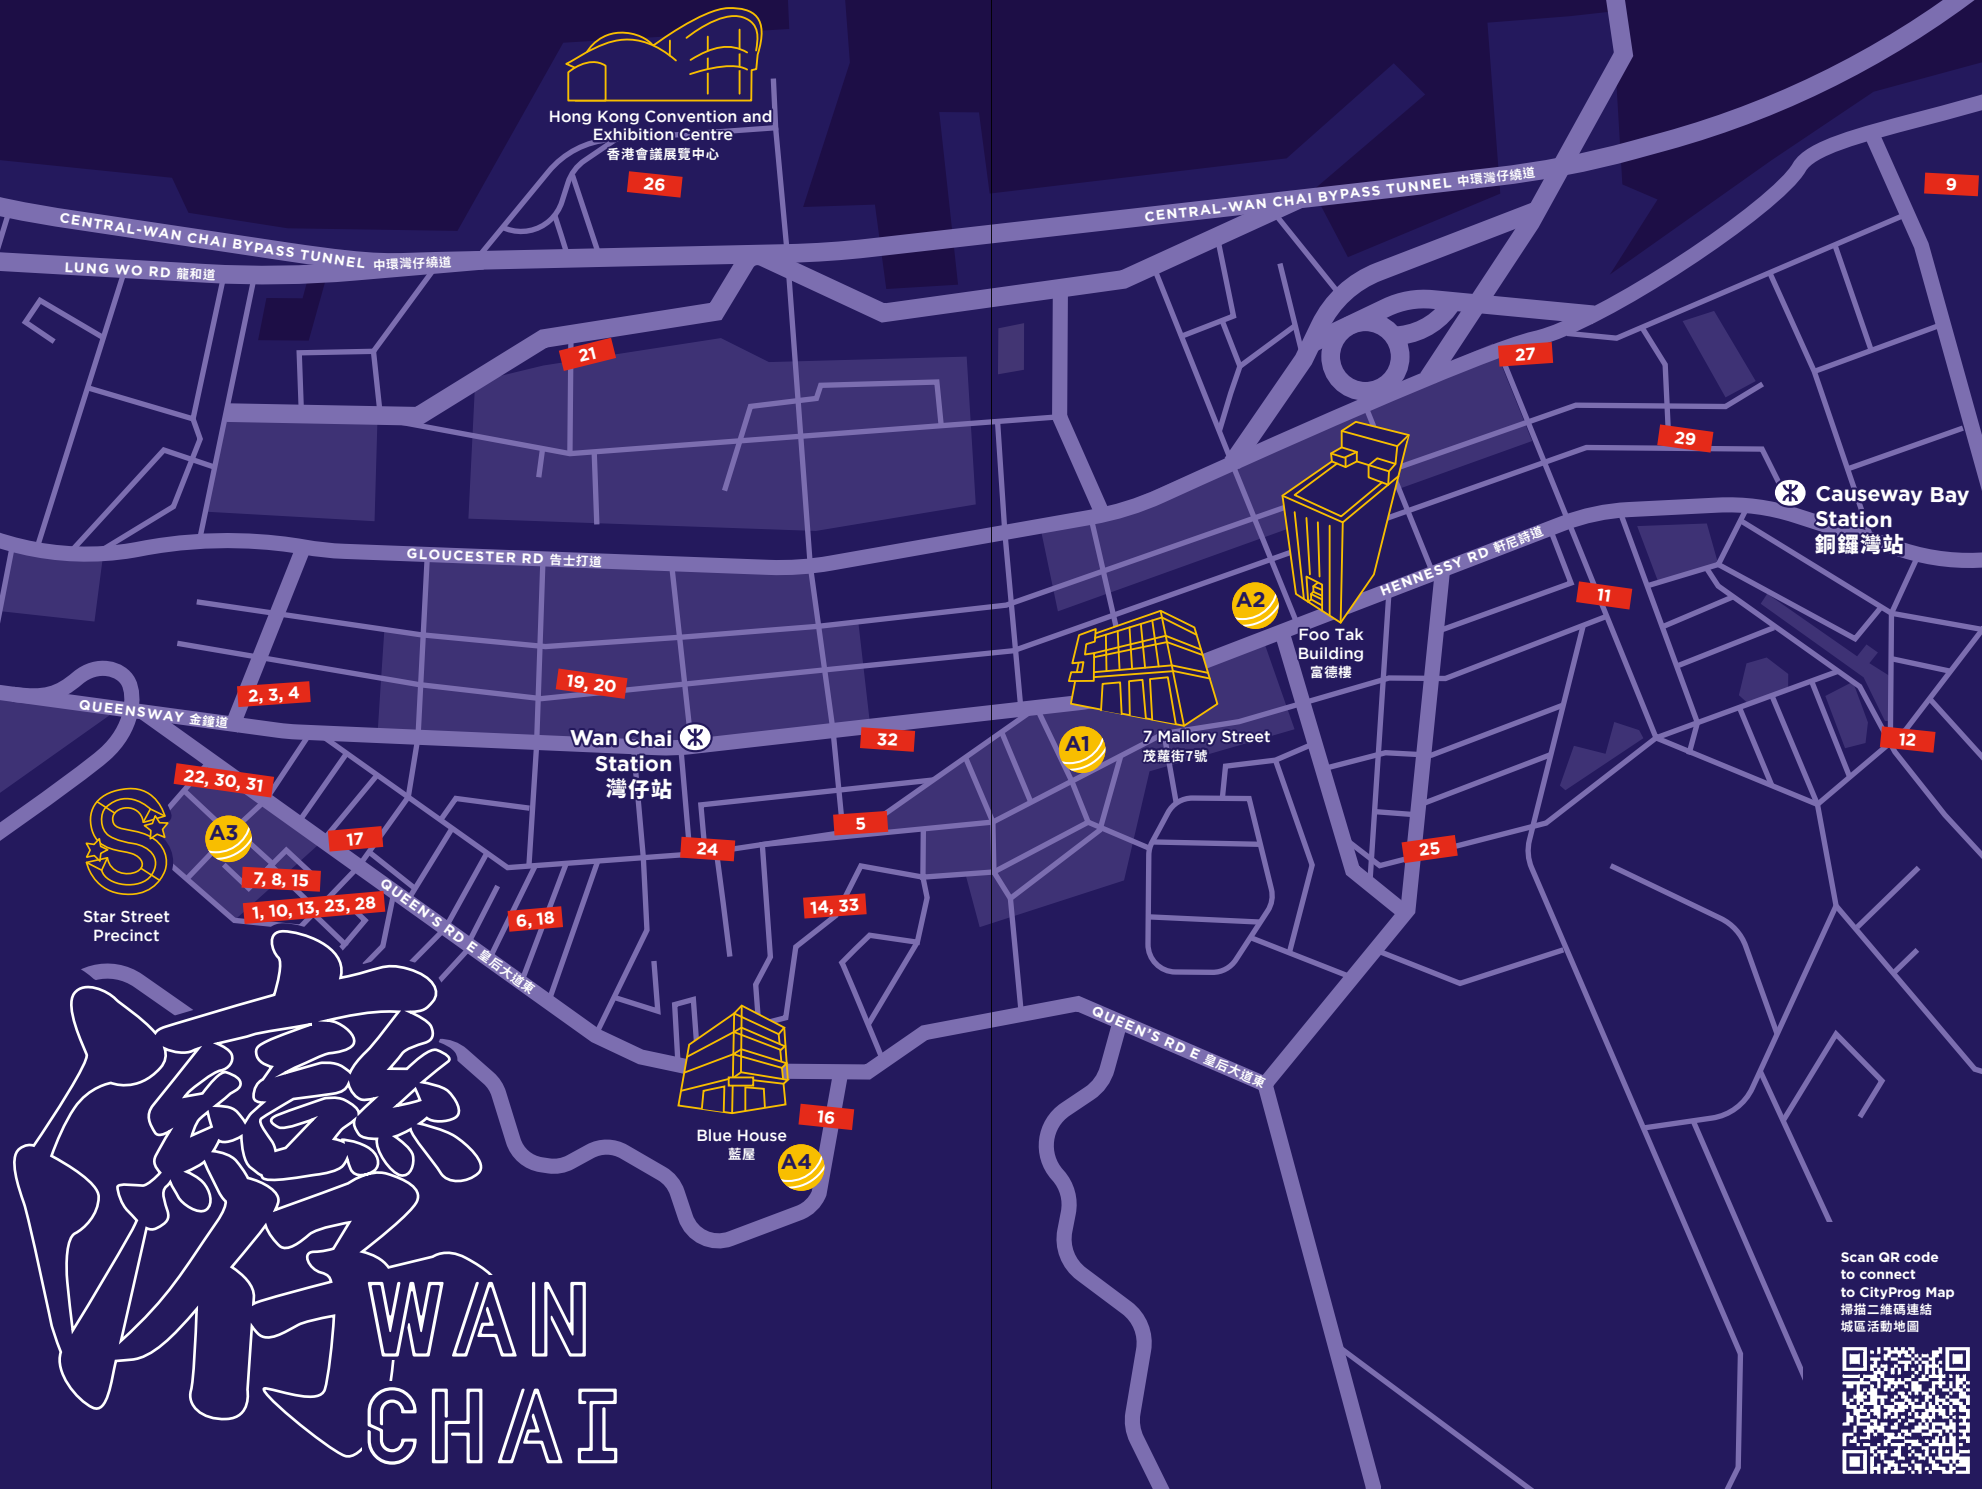 Hong Kong Convention and
Exhibition Centre
香港會議展覽中心
26
9
CENTRAL-WAN CHAI BYPASS TUNNEL 中環灣仔繞道
CENTRAL-WAN CHAI BYPASS TUNNEL 中環灣仔繞道
LUNG WO RD 龍和道
21
27
29
Causeway Bay
Station
銅鑼灣站
GLOUCESTER RD 告士打道
HENNESSY RD 軒尼詩道
11
A2
Foo Tak
Building
富德樓
2, 3, 4
19, 20
QUEENSWAY 金鐘道
Wan Chai
Station
灣仔站
32
A1
7 Mallory Street
茂蘿街7號
12
22, 30, 31
A3
17
5
24
25
7, 8, 15
1, 10, 13, 23, 28
6, 18
14, 33
Star Street
Precinct
QUEEN'S RD E 皇后大道東
QUEEN'S RD E 皇后大道東
16
Blue House
藍屋
A4
灣仔
WAN
CHAI
Scan QR code
to connect
to CityProg Map
掃描二維碼連結
城區活動地圖